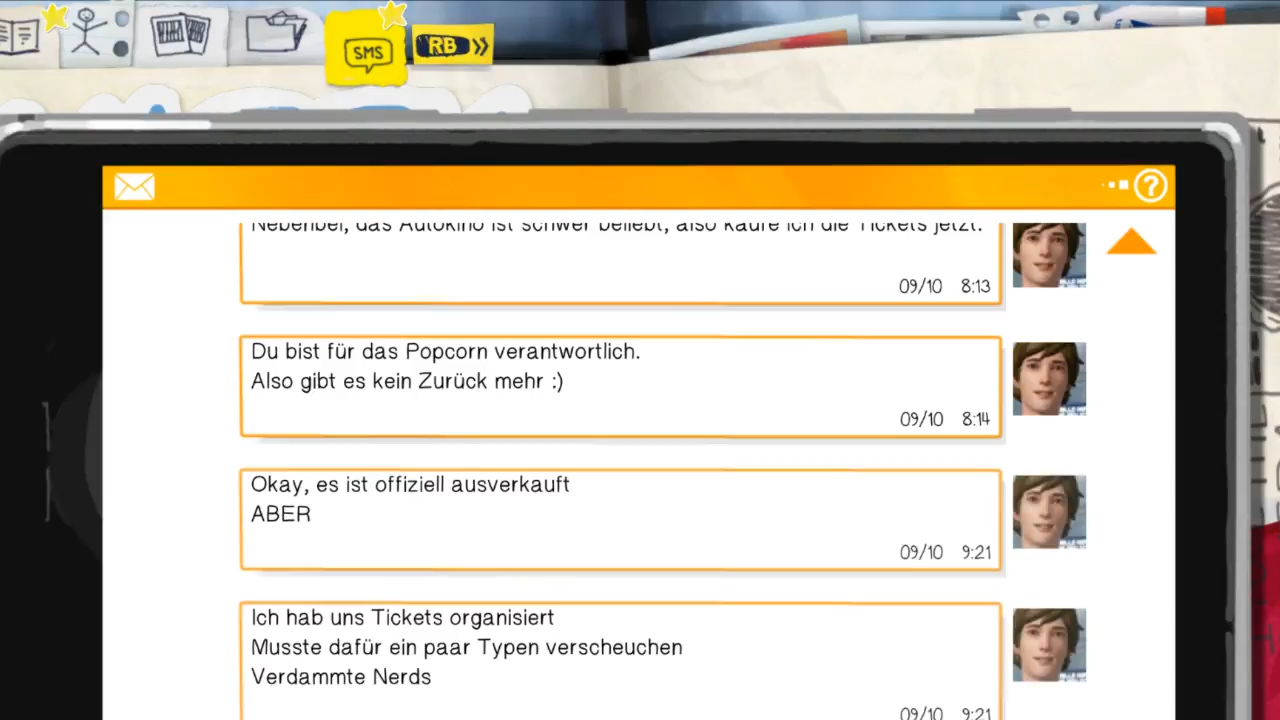 SMS
RB
Nebenbei, das Autokino ist schwer beliebt, also kaufe ich die Tickets jetzt.
09/10 8:13
Du bist für das Popcorn verantwortlich.
Also gibt es kein Zurück mehr :)
09/10 8:14
Okay, es ist offiziell ausverkauft
ABER
09/10 9:21
Ich hab uns Tickets organisiert
Musste dafür ein paar Typen verscheuchen
Verdammte Nerds
09/10 9:21